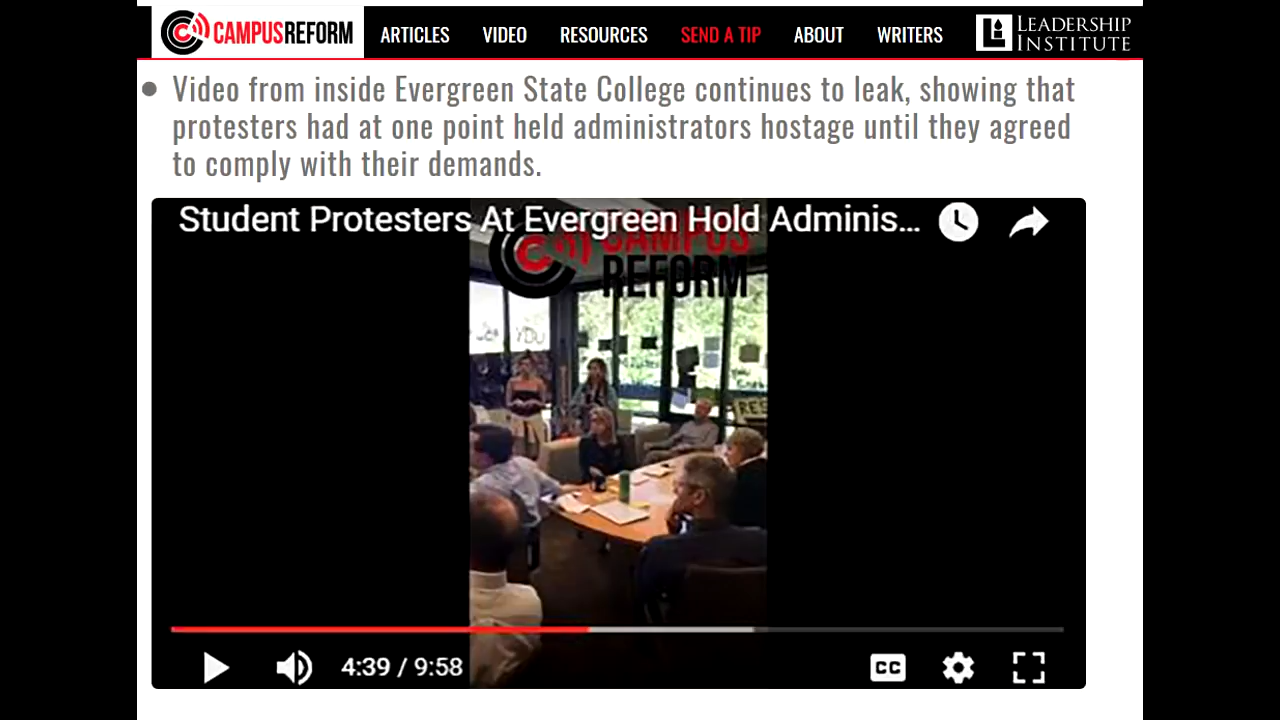 CAMPUSREFORM ARTICLES VIDEO RESOURCES SEND A TIP ABOUT WRITERS LEADERSHIP INSTITUTE
Video from inside Evergreen State College continues to leak, showing that
protesters had at one point held administrators hostage until they agreed
to comply with their demands.
Student Protesters At Evergreen Hold Adminis...
CAMPUS
REFORM
4:39 / 9:58
CC